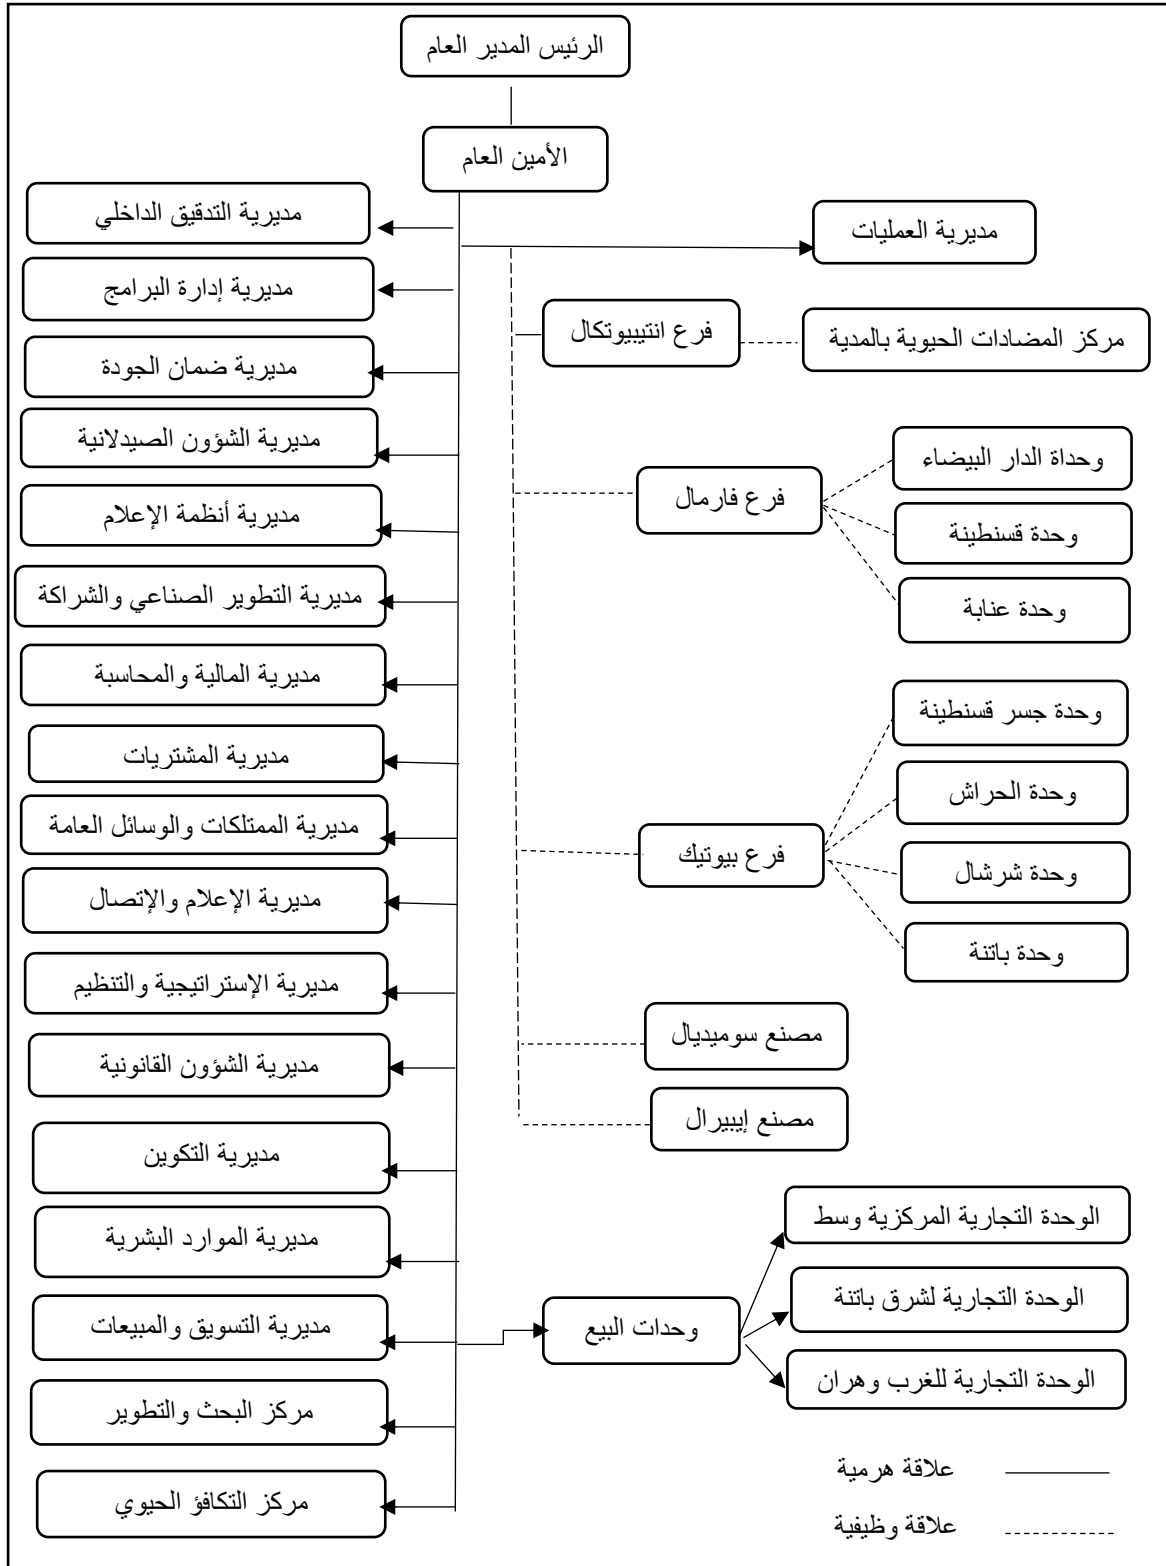 الرئيس المدير العام
الأمين العام
مديرية العمليات
فرع انتيبيوتكال
مركز المضادات الحيوية بالمدية
فرع فارمال
وحداة الدار البيضاء
وحدة قسنطينة
وحدة عنابة
فرع بيوتيك
وحدة جسر قسنطينة
وحدة الحراش
وحدة شرشال
وحدة باتنة
مصنع سوميديال
مصنع إيبيرال
وحدات البيع
الوحدة التجارية المركزية وسط
الوحدة التجارية لشرق باتنة
الوحدة التجارية للغرب وهران
مديرية التدقيق الداخلي
مديرية إدارة البرامج
مديرية ضمان الجودة
مديرية الشؤون الصيدلانية
مديرية أنظمة الإعلام
مديرية التطوير الصناعي والشراكة
مديرية المالية والمحاسبة
مديرية المشتريات
مديرية الممتلكات والوسائل العامة
مديرية الإعلام والإتصال
مديرية الإستراتيجية والتنظيم
مديرية الشؤون القانونية
مديرية التكوين
مديرية الموارد البشرية
مديرية التسويق والمبيعات
مركز البحث والتطوير
مركز التكافؤ الحيوي
علاقة هرمية
علاقة وظيفية